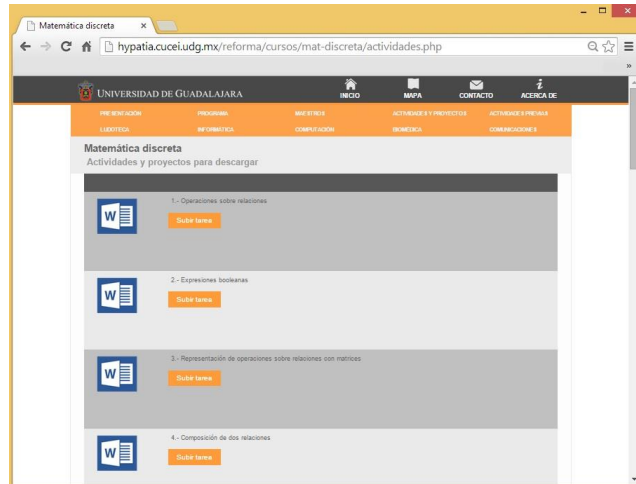 Matemática discreta
hypatia.cucei.udg.mx/reforma/cursos/mat-discreta/actividades.php
UNIVERSIDAD DE GUADALAJARA
INICIO MAPA CONTACTO ACERCA DE
PRESENTACIÓN PROGRAMA MAESTROS ACTIVIDADES Y PROYECTOS ACTIVIDADES PREVIAS
LUDOTECA INFORMÁTICA COMPUTACIÓN BIOMÉDICA COMUNICACIONES
Matemática discreta
Actividades y proyectos para descargar
1.- Operaciones sobre relaciones
W
Subir tarea
2.- Expresiones booleanas
W
Subir tarea
3.- Representación de operaciones sobre relaciones con matrices
W
Subir tarea
4.- Composición de dos relaciones
W
Subir tarea